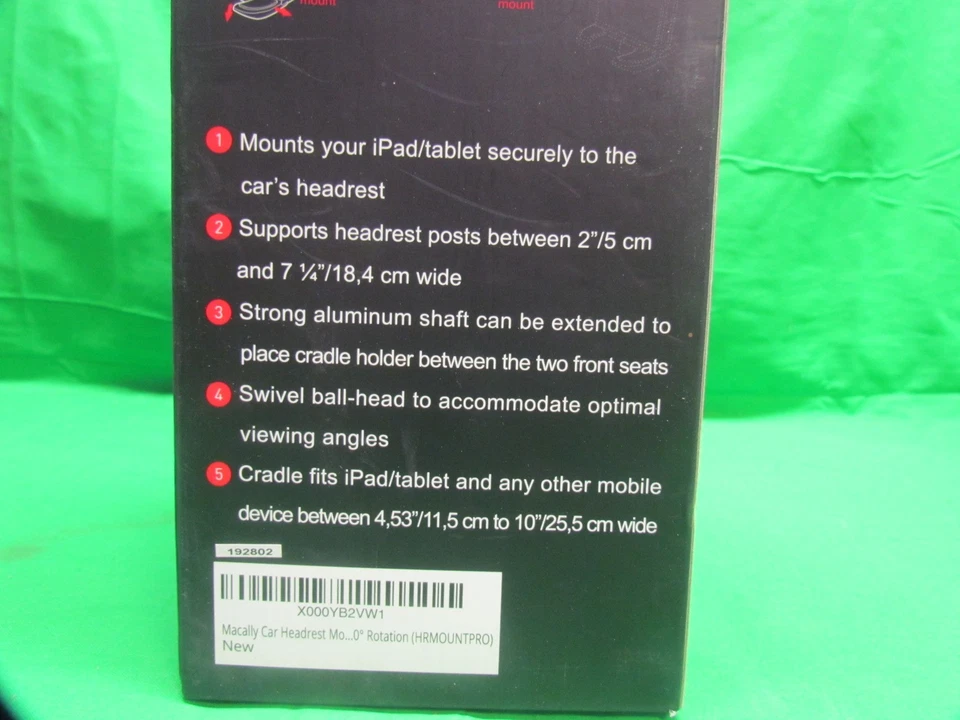 mount
mount
1 Mounts your iPad/tablet securely to the
car’s headrest
2 Supports headrest posts between 2”/5 cm
and 7 ¼”/18,4 cm wide
3 Strong aluminum shaft can be extended to
place cradle holder between the two front seats
4 Swivel ball-head to accommodate optimal
viewing angles
5 Cradle fits iPad/tablet and any other mobile
device between 4,53”/11,5 cm to 10”/25,5 cm wide
192802
X000YB2VW1
Macally Car Headrest Mo...0° Rotation (HRMOUNTPRO)
New